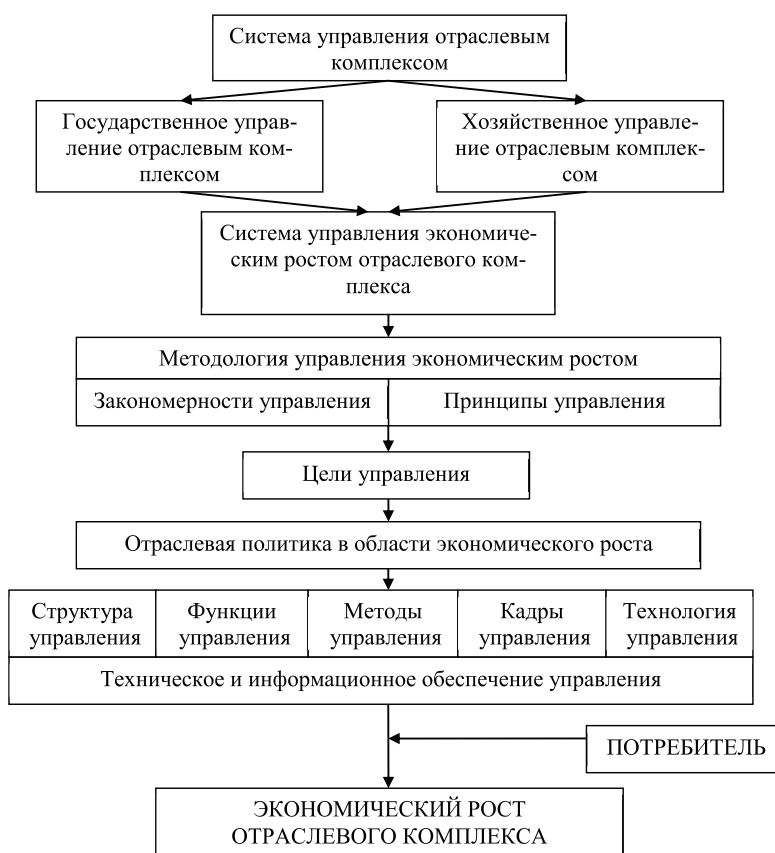 Система управления отраслевым
комплексом
Государственное управ-
ление отраслевым ком-
плексом
Хозяйственное управле-
ние отраслевым комплек-
сом
Система управления экономиче-
ским ростом отраслевого ком-
плекса
Методология управления экономическим ростом
Закономерности управления
Принципы управления
Цели управления
Отраслевая политика в области экономического роста
Структура
управления
Функции
управления
Методы
управления
Кадры
управления
Технология
управления
Техническое и информационное обеспечение управления
ПОТРЕБИТЕЛЬ
ЭКОНОМИЧЕСКИЙ РОСТ
ОТРАСЛЕВОГО КОМПЛЕКСА